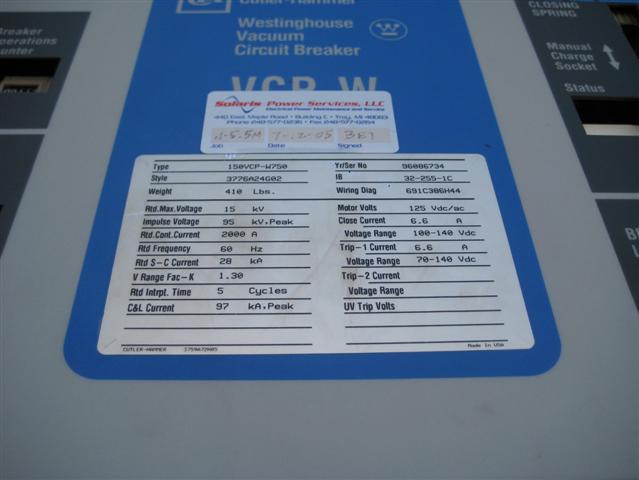 Cutler-Hammer
Westinghouse
Vacuum
Circuit Breaker
VCP-W
Breaker
Operations
Counter
CLOSING
SPRING
Manual
Charge
Socket
Status
Solaris Power Services, LLC
Electrical Power Maintenance and Service
440 East Maple Road • Building C • Troy, MI 48083
Job Date Signed
Type 150VCP-W750
Style 3776A24G02
Weight 410 Lbs.
Rtd.Max.Voltage 15 kV
Impulse Voltage 95 kV.Peak
Rtd.Cont.Current 2000 A
Rtd Frequency 60 Hz
Rtd S-C Current 28 kA
V Range Fac-K 1.30
Rtd Intrpt. Time 5 Cycles
C&L Current 97 kA.Peak
CUTLER-HAMMER
Yr/Ser No 96086734
IB 32-255-1C
Wiring Diag 691C386H44
Motor Volts 125 Vdc/ac
Close Current 6.6 A
Voltage Range 100-140 Vdc
Trip-1 Current 6.6 A
Voltage Range 70-140 Vdc
Trip-2 Current
Voltage Range
UV Trip Volts
Made In USA